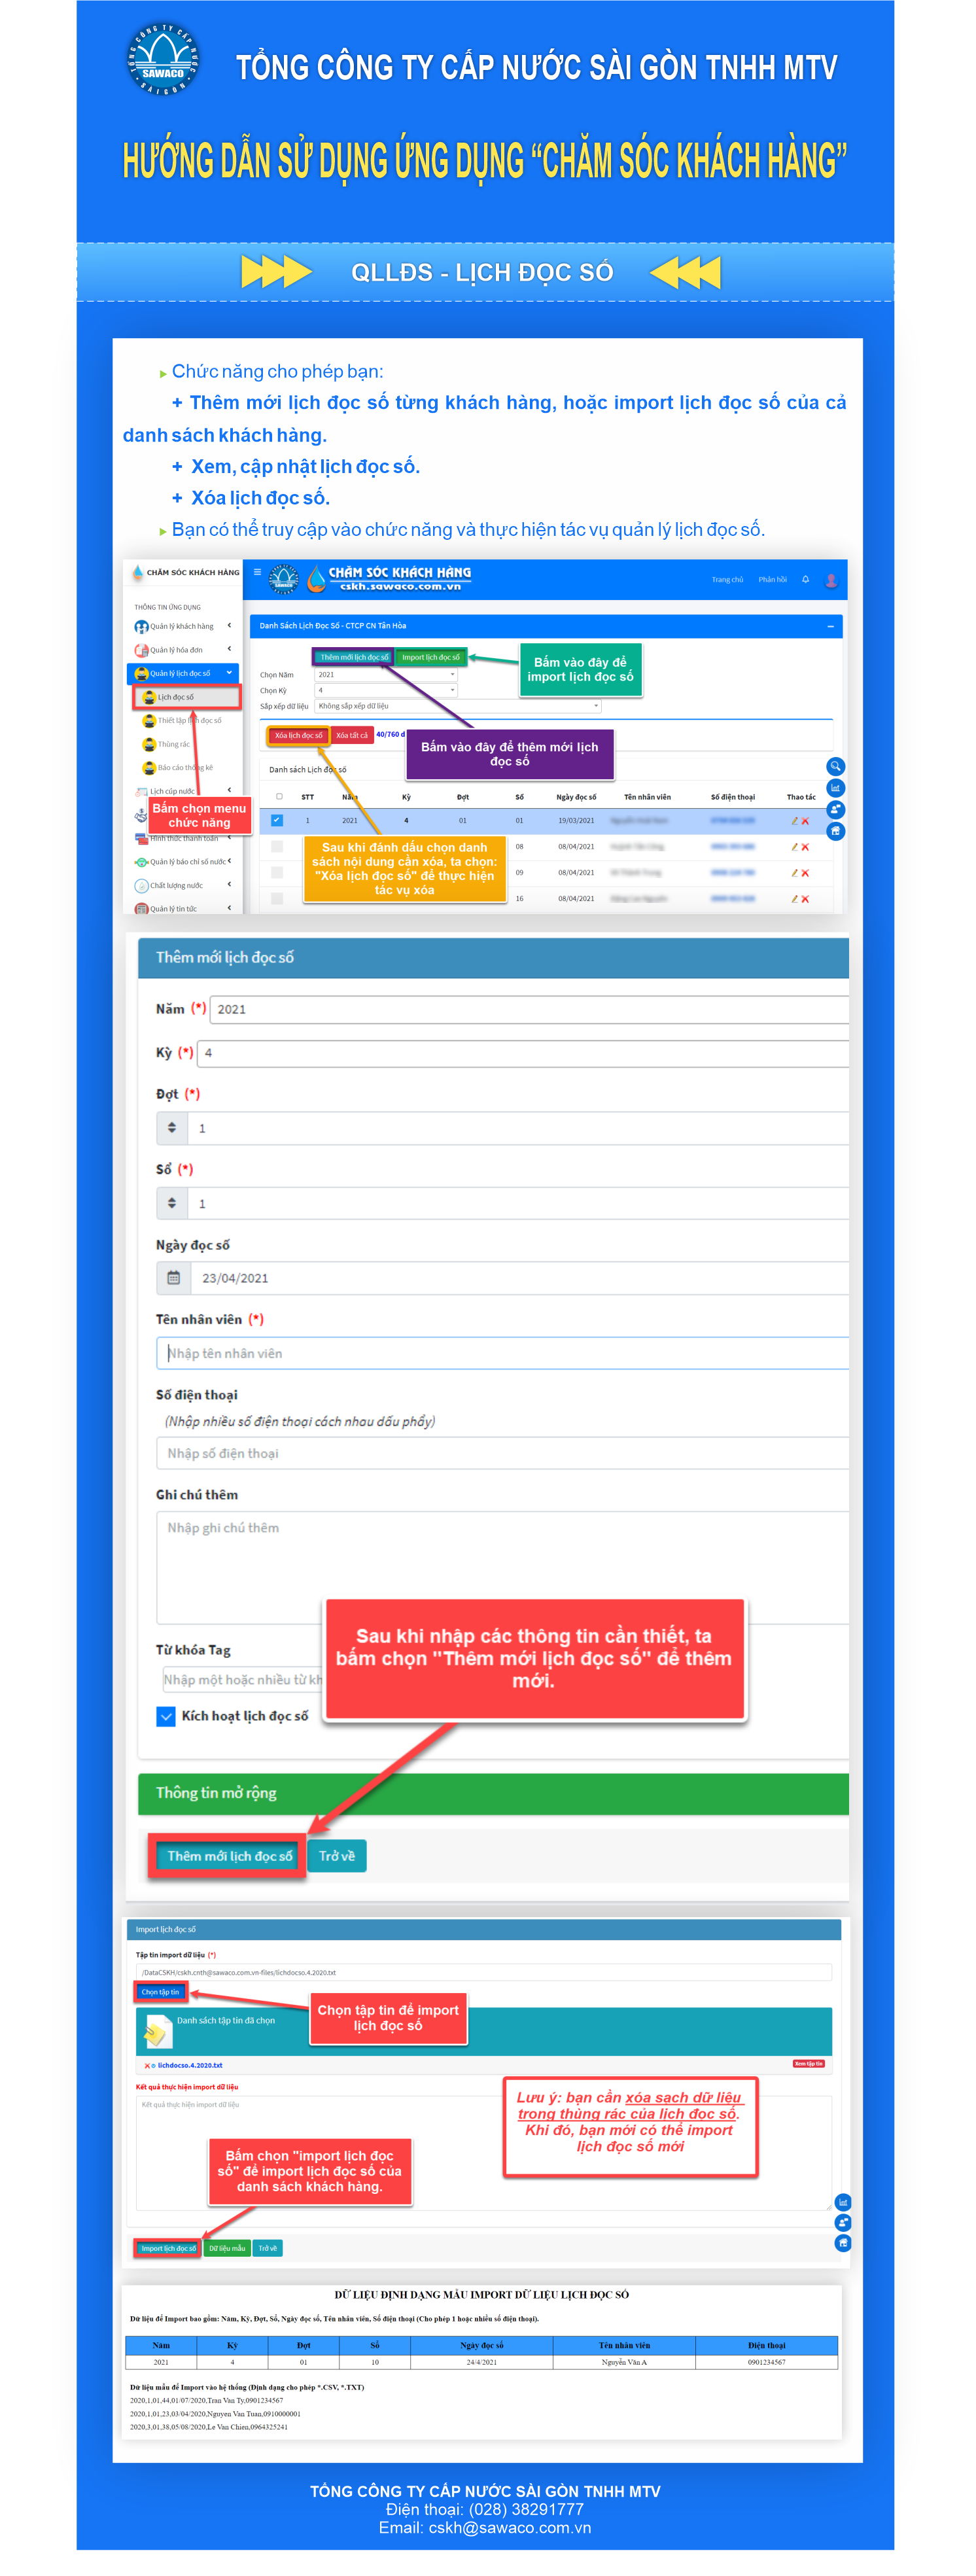 TỔNG CÔNG TY CẤP NƯỚC
SAWACO
SAIGON
TỔNG CÔNG TY CẤP NƯỚC SÀI GÒN TNHH MTV
HƯỚNG DẪN SỬ DỤNG ỨNG DỤNG “CHĂM SÓC KHÁCH HÀNG”
QLLĐS - LỊCH ĐỌC SỐ
Chức năng cho phép bạn:
+ Thêm mới lịch đọc số từng khách hàng, hoặc import lịch đọc số của cả
danh sách khách hàng.
+ Xem, cập nhật lịch đọc số.
+ Xóa lịch đọc số.
Bạn có thể truy cập vào chức năng và thực hiện tác vụ quản lý lịch đọc số.
CHĂM SÓC KHÁCH HÀNG
CHĂM SÓC KHÁCH HÀNG
cskh.sawaco.com.vn
Trang chủ Phản hồi
THÔNG TIN ỨNG DỤNG
Quản lý khách hàng
Quản lý hóa đơn
Quản lý lịch đọc số
Lịch đọc số
Thiết lập lịch đọc số
Thùng rác
Báo cáo thống kê
Lịch cúp nước
Bấm chọn menu
chức năng
Hình thức thanh toán
Quản lý báo chỉ số nước
Chất lượng nước
Quản lý tin tức
Danh Sách Lịch Đọc Số - CTCP CN Tân Hòa
Thêm mới lịch đọc số Import lịch đọc số
Bấm vào đây để
import lịch đọc số
Chọn Năm 2021
Chọn Kỳ 4
Sắp xếp dữ liệu Không sắp xếp dữ liệu
Xóa lịch đọc số Xóa tất cả 40/760 d
Bấm vào đây để thêm mới lịch
đọc số
Danh sách Lịch đọc số
STT Năm Kỳ Đợt Số Ngày đọc số Tên nhân viên Số điện thoại Thao tác
1 2021 4 01 01 19/03/2021
08 08/04/2021
09 08/04/2021
16 08/04/2021
Sau khi đánh dấu chọn danh
sách nội dung cần xóa, ta chọn:
"Xóa lịch đọc số" để thực hiện
tác vụ xóa
Thêm mới lịch đọc số
Năm (*) 2021
Kỳ (*) 4
Đợt (*)
1
Sổ (*)
1
Ngày đọc số
23/04/2021
Tên nhân viên (*)
Nhập tên nhân viên
Số điện thoại
(Nhập nhiều số điện thoại cách nhau dấu phẩy)
Nhập số điện thoại
Ghi chú thêm
Nhập ghi chú thêm
Sau khi nhập các thông tin cần thiết, ta
bấm chọn "Thêm mới lịch đọc số" để thêm
mới.
Từ khóa Tag
Nhập một hoặc nhiều từ kh
Kích hoạt lịch đọc số
Thông tin mở rộng
Thêm mới lịch đọc số Trở về
Import lịch đọc số
Tập tin import dữ liệu (*)
/DataCSKH/cskh.cnth@sawaco.com.vn-files/lichdocso.4.2020.txt
Chọn tập tin
Chọn tập tin để import
lịch đọc số
Danh sách tập tin đã chọn
lichdocso.4.2020.txt
Xem tập tin
Kết quả thực hiện import dữ liệu
Kết quả thực hiện import dữ liệu
Lưu ý: bạn cần xóa sạch dữ liệu
trong thùng rác của lịch đọc số.
Khi đó, bạn mới có thể import
lịch đọc số mới
Bấm chọn "import lịch đọc
số" để import lịch đọc số của
danh sách khách hàng.
Import lịch đọc số Dữ liệu mẫu Trở về
DỮ LIỆU ĐỊNH DẠNG MẪU IMPORT DỮ LIỆU LỊCH ĐỌC SỐ
Dữ liệu để Import bao gồm: Năm, Kỳ, Đợt, Số, Ngày đọc số, Tên nhân viên, Số điện thoại (Cho phép 1 hoặc nhiều số điện thoại).
Năm Kỳ Đợt Số Ngày đọc số Tên nhân viên Điện thoại
2021 4 01 10 24/4/2021 Nguyễn Văn A 0901234567
Dữ liệu mẫu để Import vào hệ thống (Định dạng cho phép *.CSV, *.TXT)
2020,1,01,44,01/07/2020,Tran Van Ty,0901234567
2020,1,01,23,03/04/2020,Nguyen Van Tuan,0910000001
2020,3,01,38,05/08/2020,Le Van Chien,0964325241
TỔNG CÔNG TY CẤP NƯỚC SÀI GÒN TNHH MTV
Điện thoại: (028) 38291777
Email: cskh@sawaco.com.vn